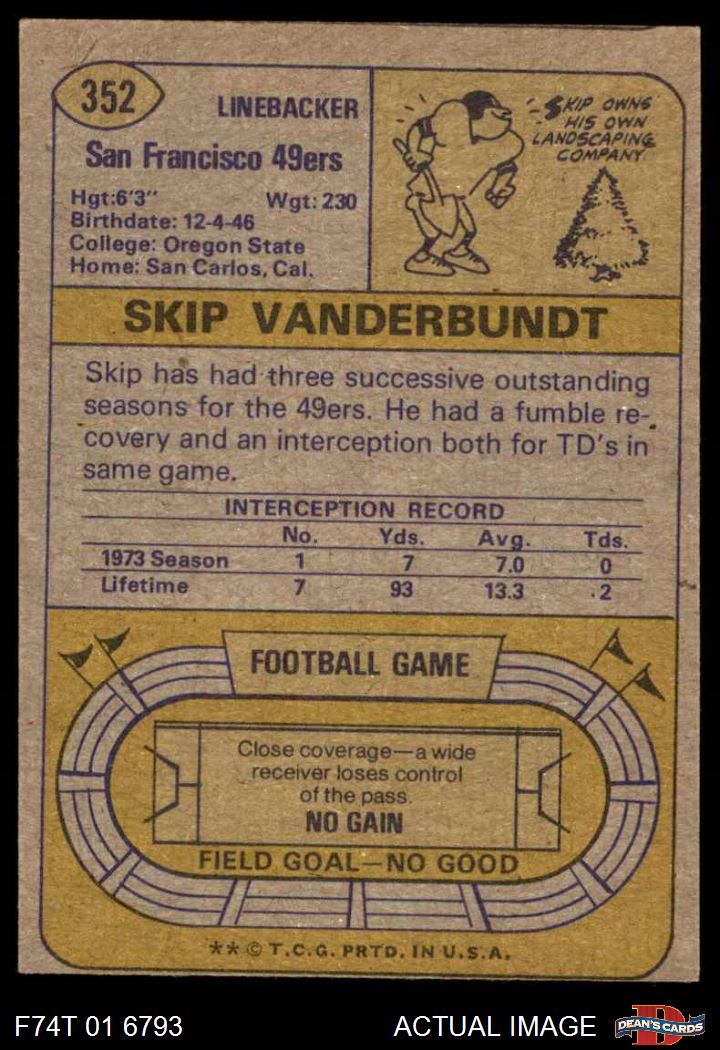 352
LINEBACKER
San Francisco 49ers
Hgt:6'3" Wgt: 230
Birthdate: 12-4-46
College: Oregon State
Home: San Carlos, Cal.
SKIP OWNS
HIS OWN
LANDSCAPING
COMPANY.
SKIP VANDERBUNDT
Skip has had three successive outstanding
seasons for the 49ers. He had a fumble re-
covery and an interception both for TD's in
same game.
INTERCEPTION RECORD
No. Yds. Avg. Tds.
1973 Season 1 7 7.0 0
Lifetime 7 93 13.3 2
FOOTBALL GAME
Close coverage—a wide
receiver loses control
of the pass.
NO GAIN
FIELD GOAL—NO GOOD
** © T.C.G. PRTD. IN U.S.A.
F74T 01 6793 ACTUAL IMAGE
D
DEAN'S CARDS